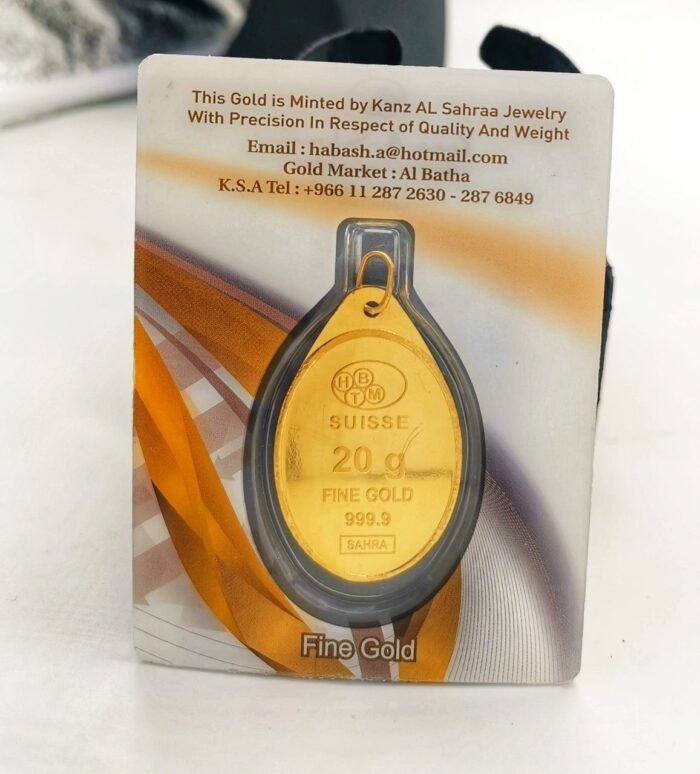 This Gold is Minted by Kanz AL Sahraa Jewelry
With Precision In Respect of Quality And Weight
Email : habash.a@hotmail.com
Gold Market : Al Batha
K.S.A Tel : +966 11 287 2630 - 287 6849
H B
T M
SUISSE
20 g
FINE GOLD
999.9
SAHRA
Fine Gold